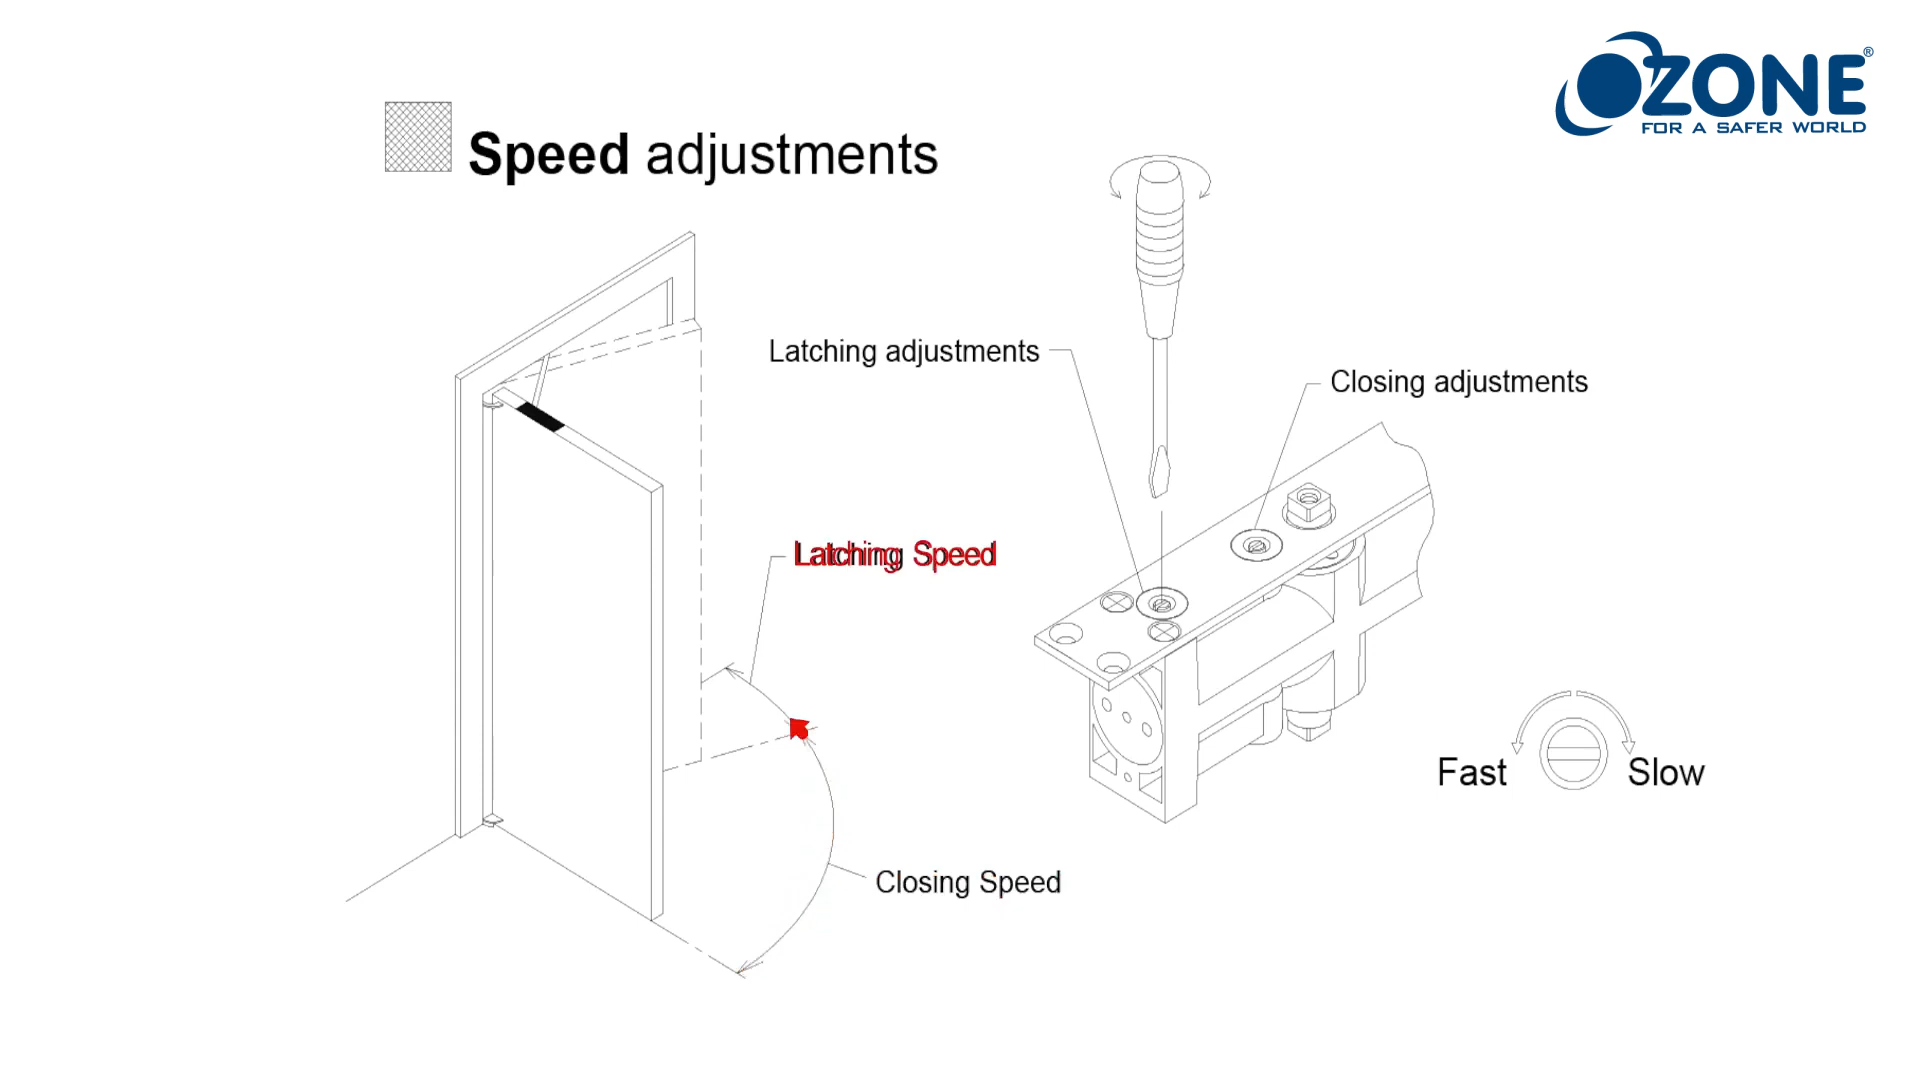 OZONE®
FOR A SAFER WORLD
Speed adjustments
Latching adjustments
Closing adjustments
Latching Speed
Closing Speed
Fast
Slow